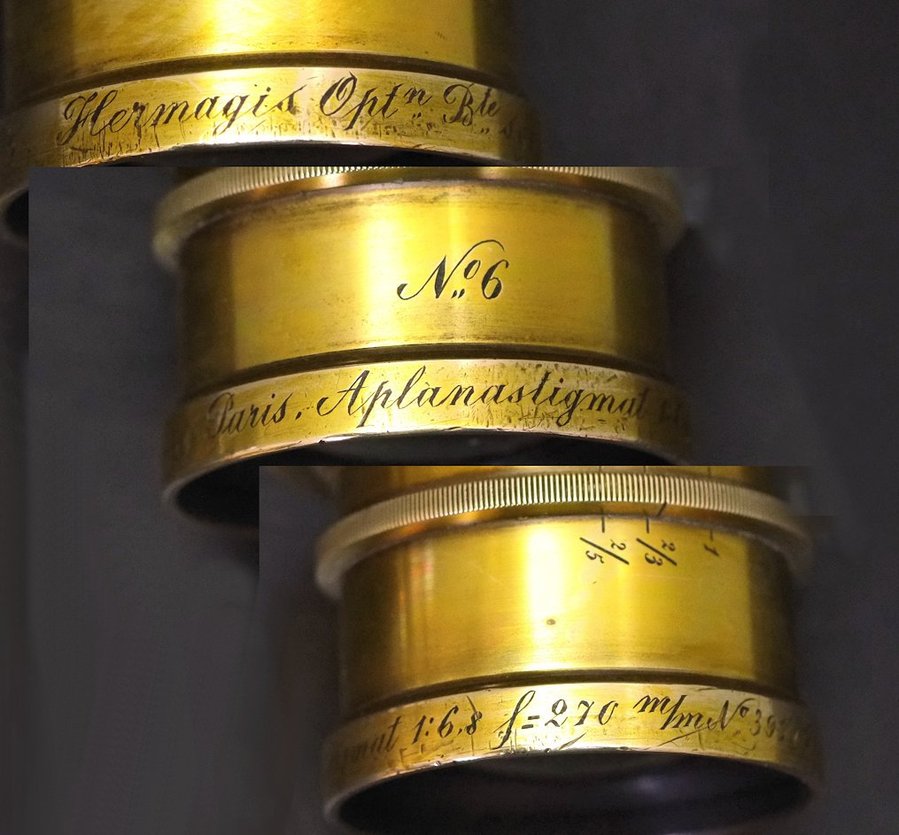 Hermagis Optn Bte
No 6
Paris. Aplanastigmat
1 2/3 2/5
1:6,8 f=270 m/m No